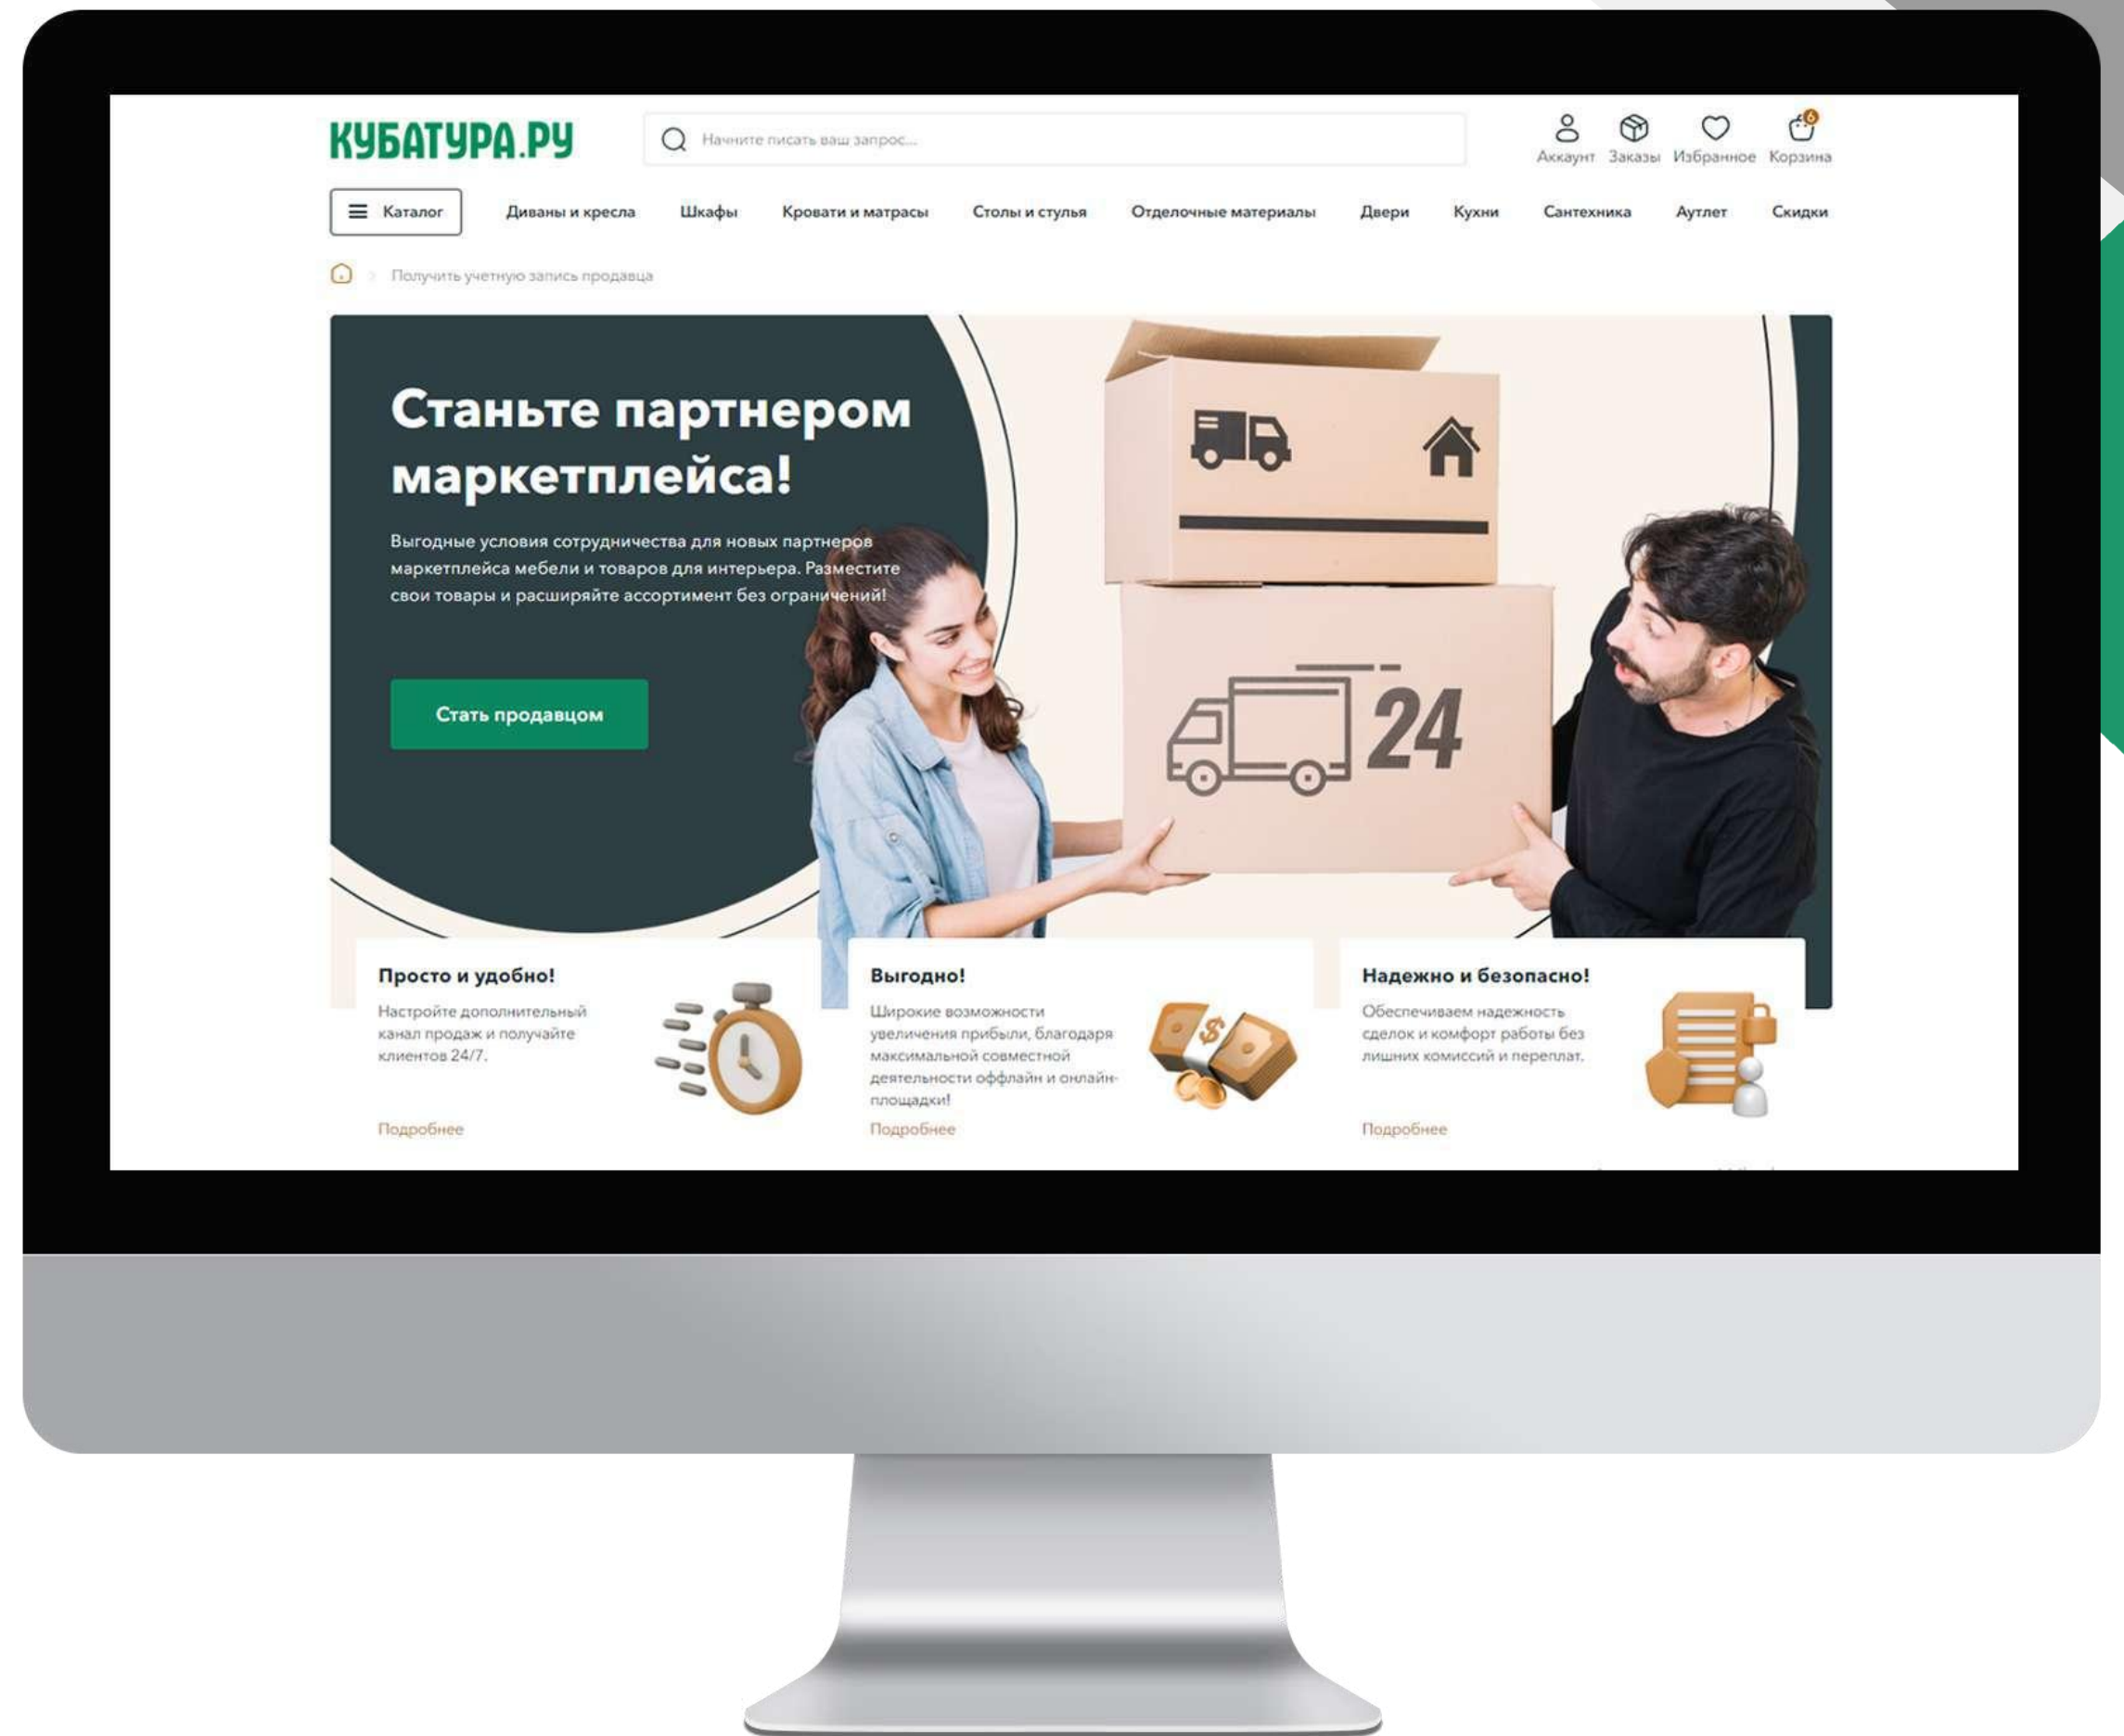 КУБАТУРА.РУ
Начните писать ваш запрос...
6
Аккаунт Заказы Избранное Корзина
Каталог Диваны и кресла Шкафы Кровати и матрасы Столы и стулья Отделочные материалы Двери Кухни Сантехника Аутлет Скидки
Получить учетную запись продавца
Станьте партнером
маркетплейса!
Выгодные условия сотрудничества для новых партнеров
маркетплейса мебели и товаров для интерьера. Разместите
свои товары и расширяйте ассортимент без ограничений!
Стать продавцом
24
Просто и удобно!
Настройте дополнительный
канал продаж и получайте
клиентов 24/7.
Подробнее
Выгодно!
Широкие возможности
увеличения прибыли, благодаря
максимальной совместной
деятельности оффлайн и онлайн-
площадки!
Подробнее
$
Надежно и безопасно!
Обеспечиваем надежность
сделок и комфорт работы без
лишних комиссий и переплат.
Подробнее